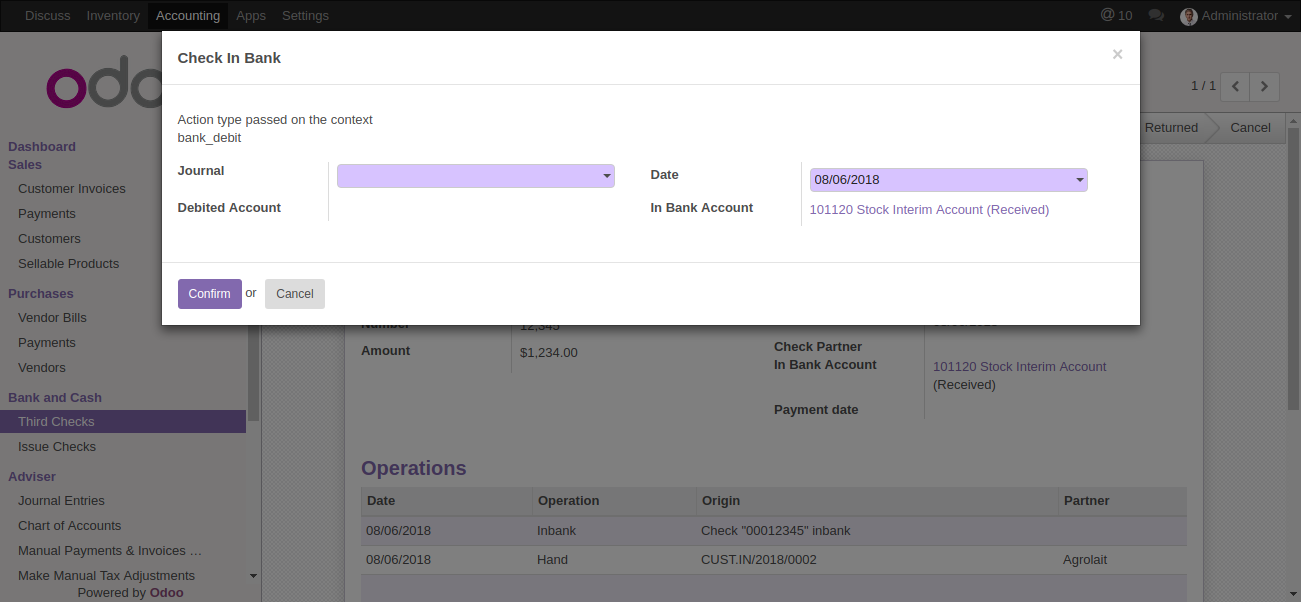 Discuss Inventory Accounting Apps Settings @ 10 Administrator
Check In Bank ×
odo
1 / 1
Returned Cancel
Action type passed on the context
bank_debit
Journal
Date 08/06/2018
Debited Account
In Bank Account 101120 Stock Interim Account (Received)
Confirm or Cancel
Dashboard
Sales
Customer Invoices
Payments
Customers
Sellable Products
Purchases
Vendor Bills
Payments
Vendors
Bank and Cash
Third Checks
Issue Checks
Adviser
Journal Entries
Chart of Accounts
Manual Payments & Invoices …
Make Manual Tax Adjustments
Powered by Odoo
Number 12,345
Amount $1,234.00
Check Partner
In Bank Account 101120 Stock Interim Account
(Received)
Payment date
Operations
Date Operation Origin Partner
08/06/2018 Inbank Check "00012345" inbank
08/06/2018 Hand CUST.IN/2018/0002 Agrolait